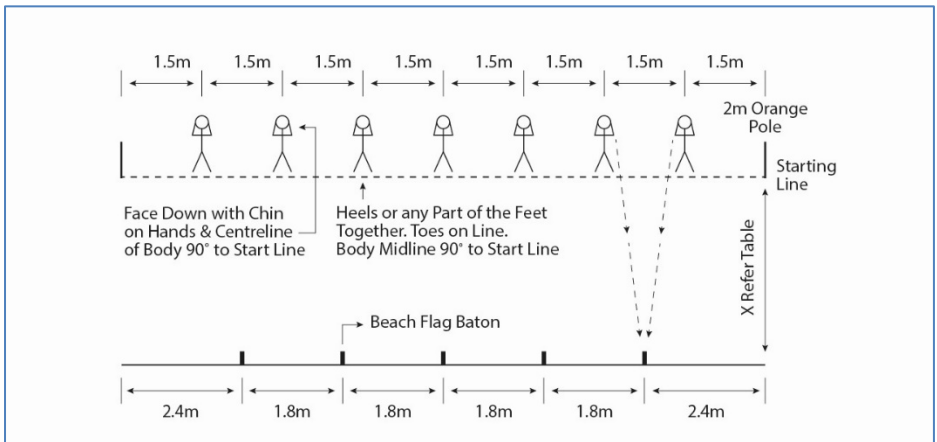 1.5m 1.5m 1.5m 1.5m 1.5m 1.5m 1.5m 1.5m
2m Orange
Pole
Starting
Line
Face Down with Chin
on Hands & Centreline
of Body 90° to Start Line
Heels or any Part of the Feet
Together. Toes on Line.
Body Midline 90° to Start Line
X Refer Table
Beach Flag Baton
2.4m 1.8m 1.8m 1.8m 1.8m 2.4m